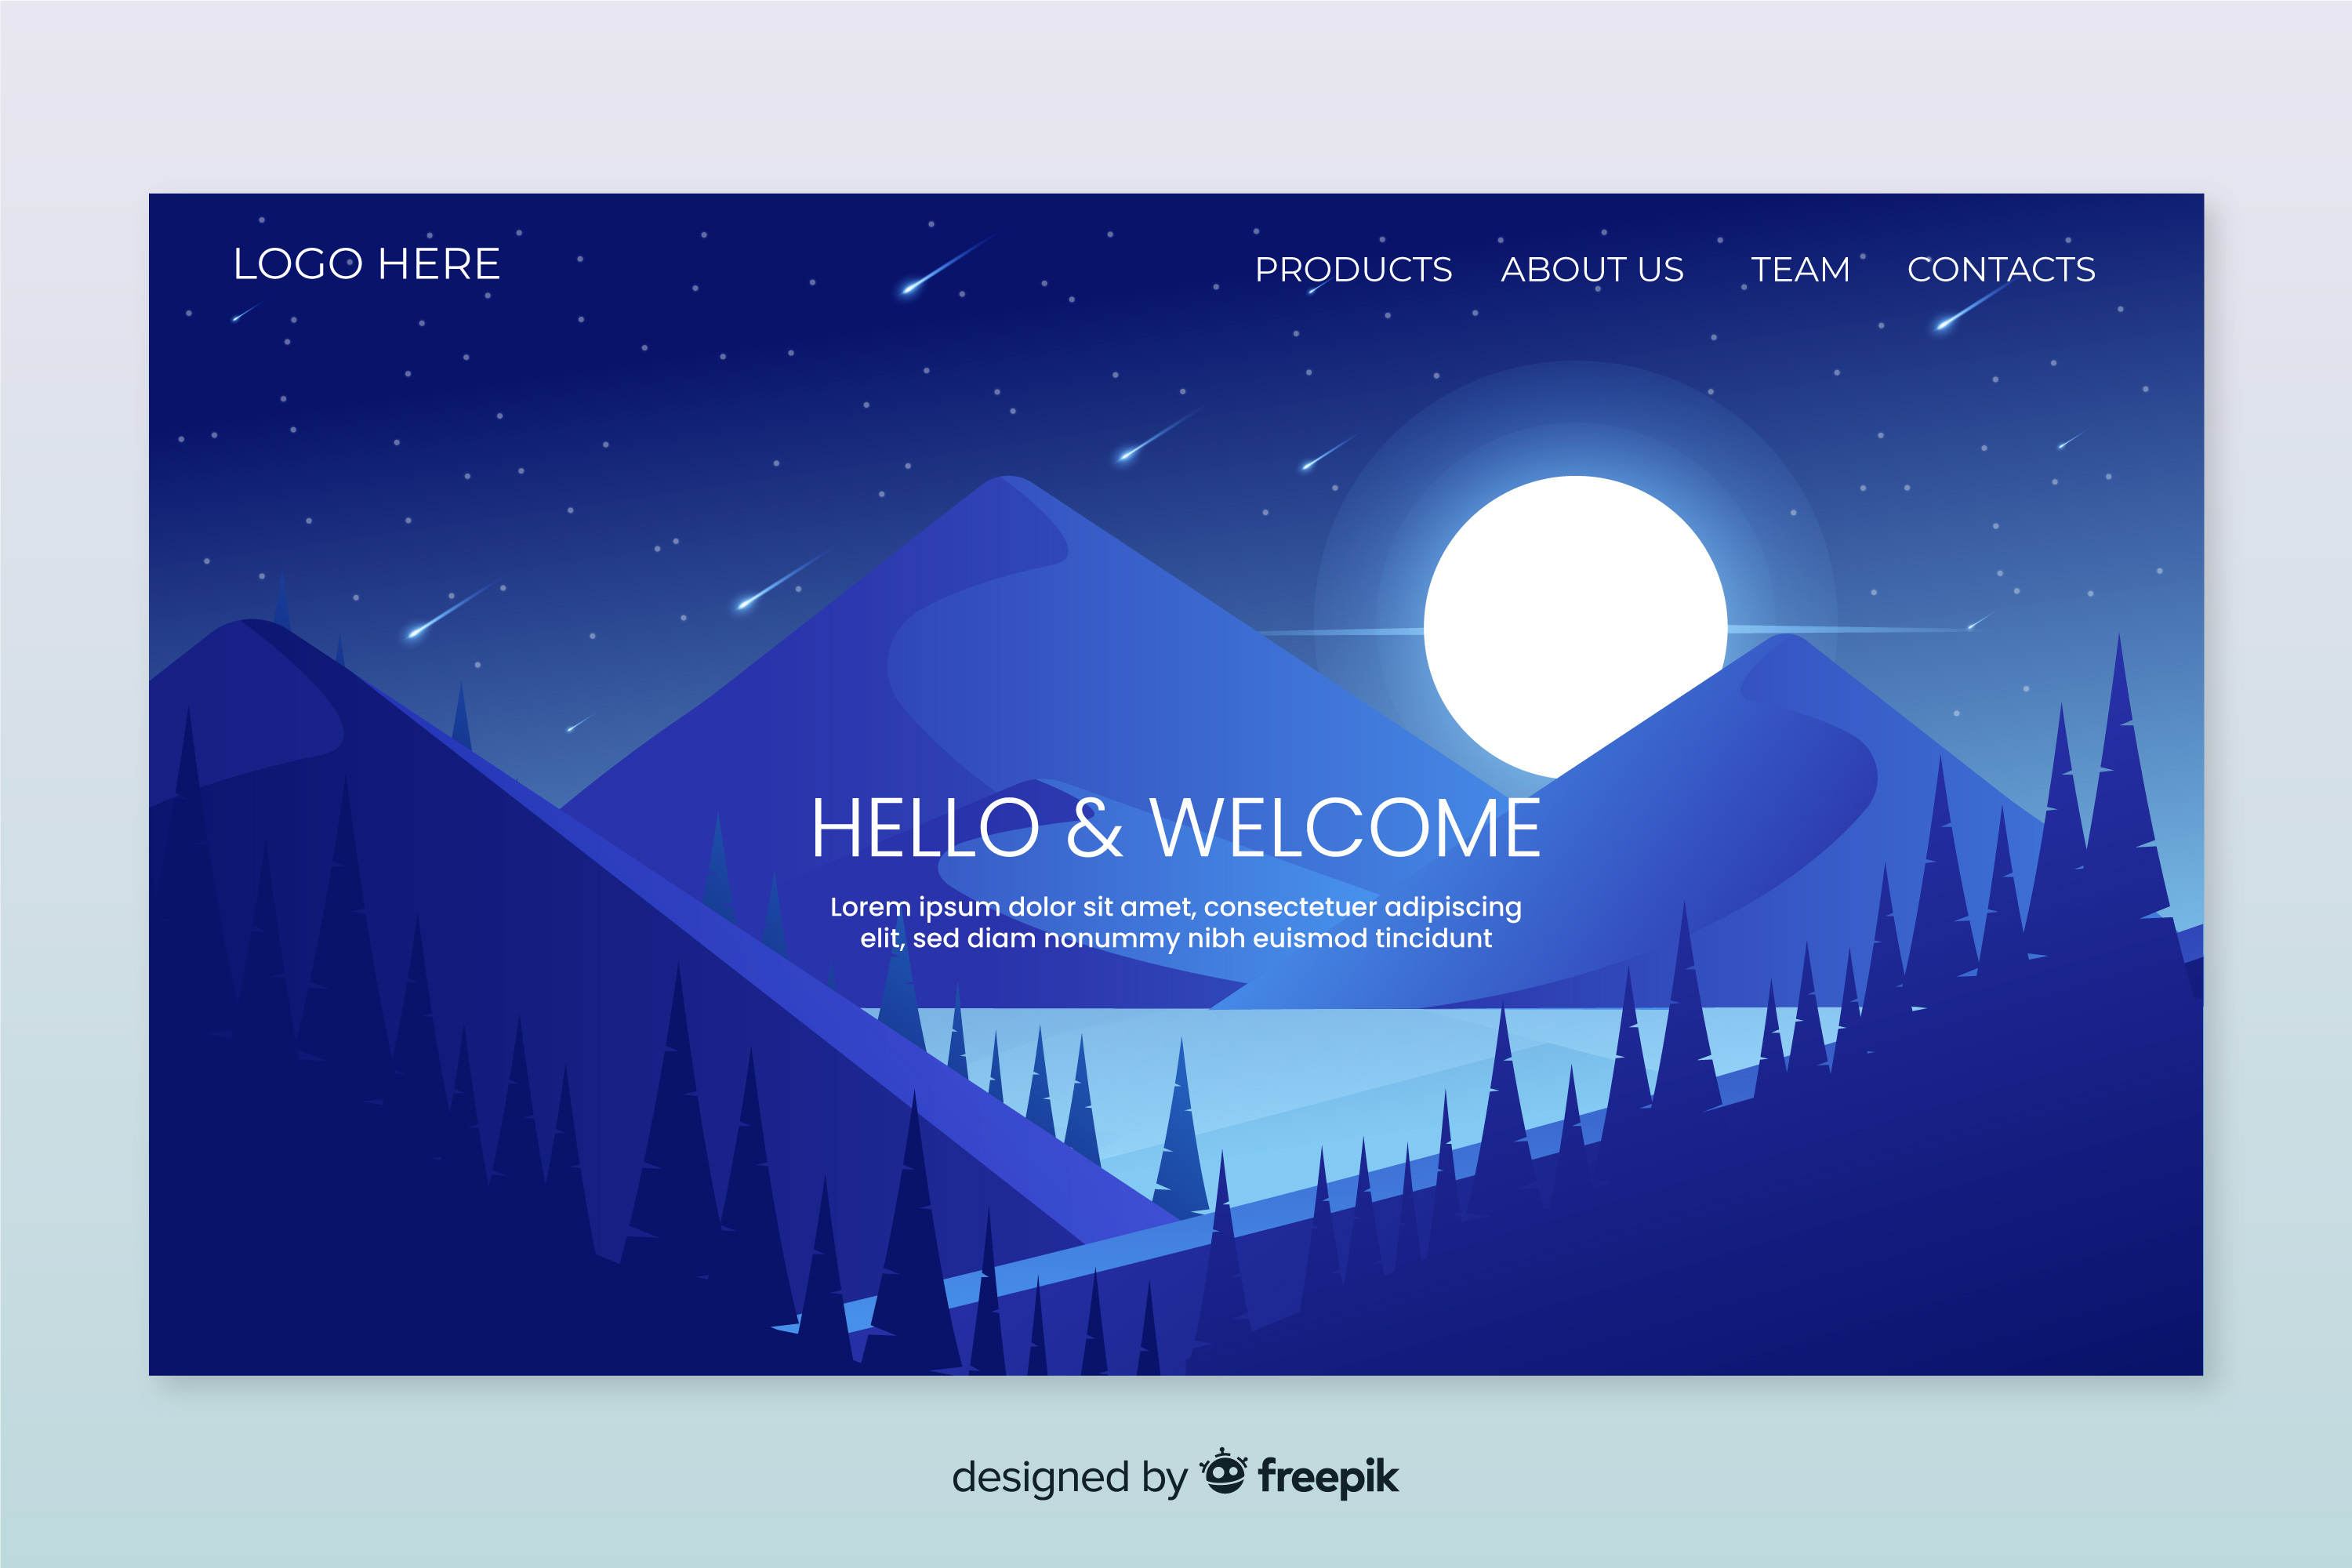 LOGO HERE
PRODUCTS ABOUT US TEAM CONTACTS
HELLO & WELCOME
Lorem ipsum dolor sit amet, consectetuer adipiscing
elit, sed diam nonummy nibh euismod tincidunt
designed by freepik